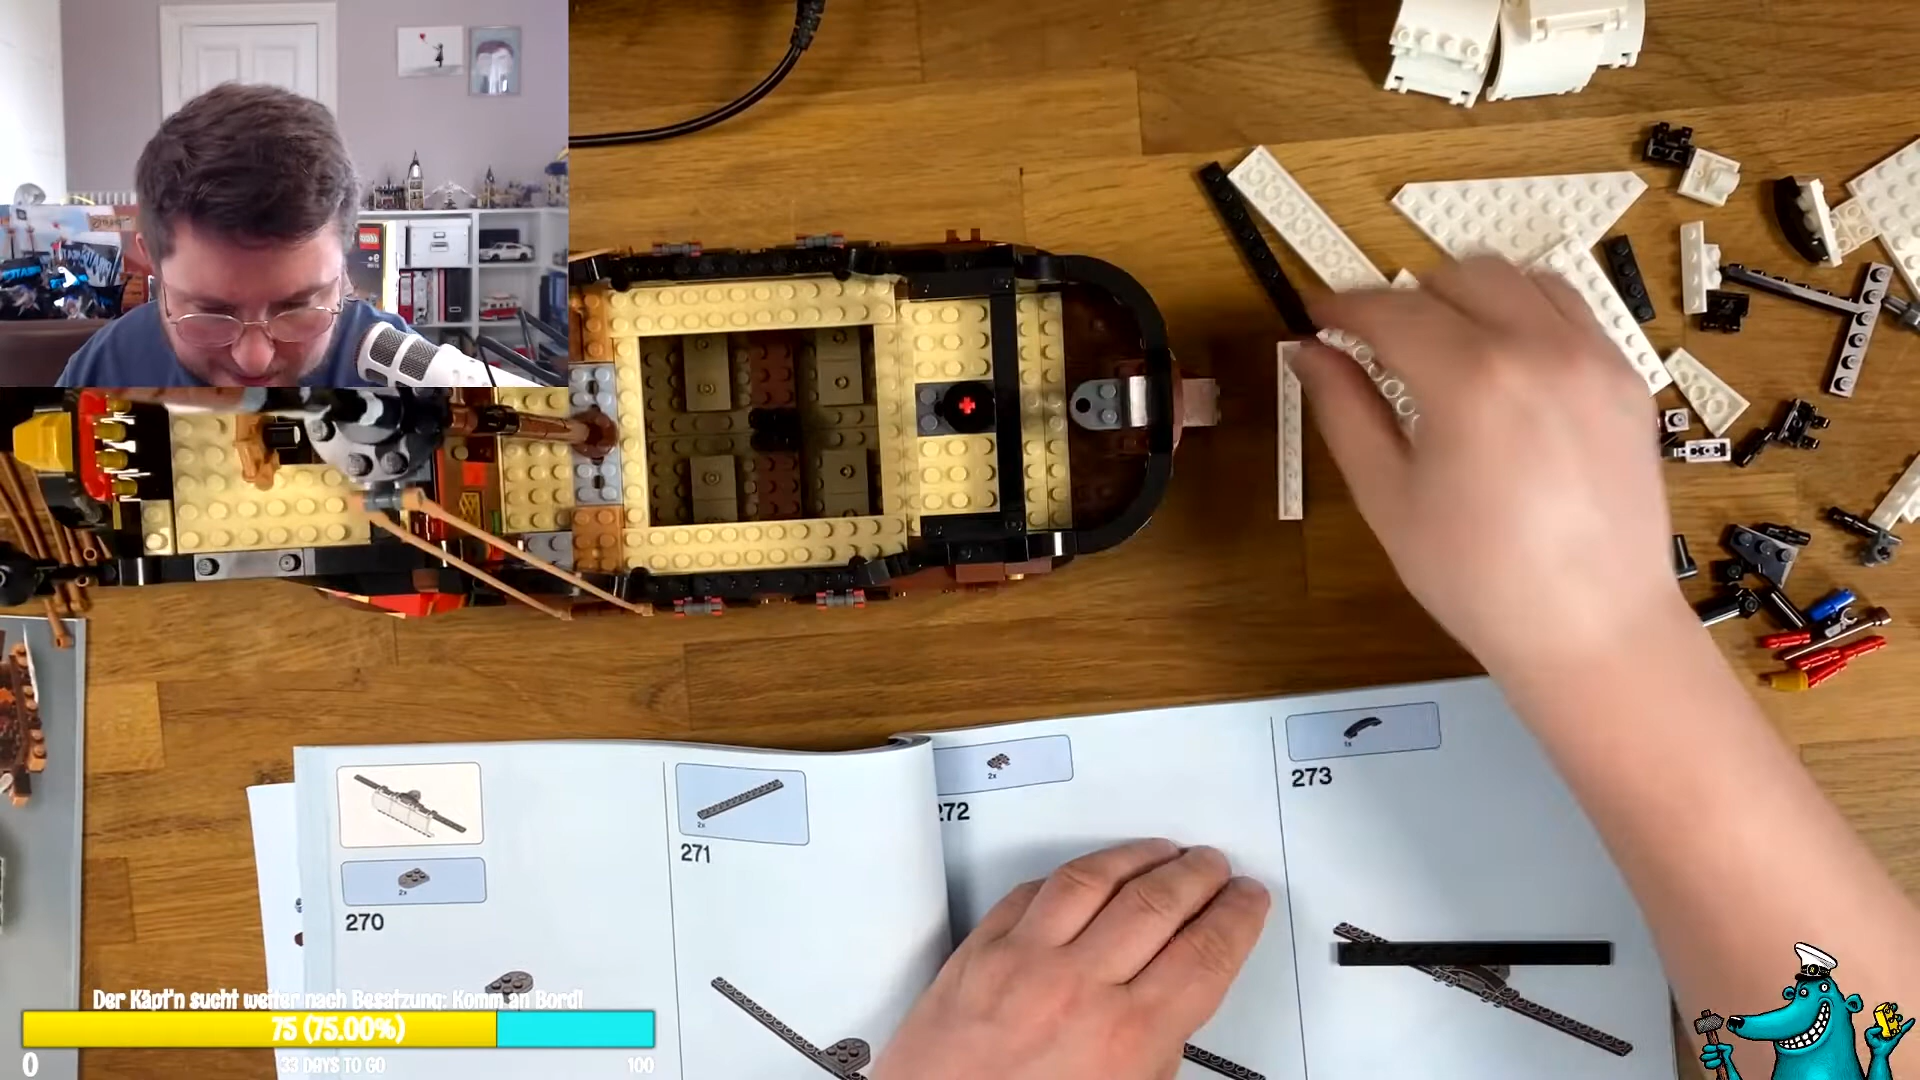 2x
270
2x
271
2x
272
1x
273
Der Käpt'n sucht weiter nach Besatzung: Komm an Bord!
75 (75.00%)
0
33 DAYS TO GO
100